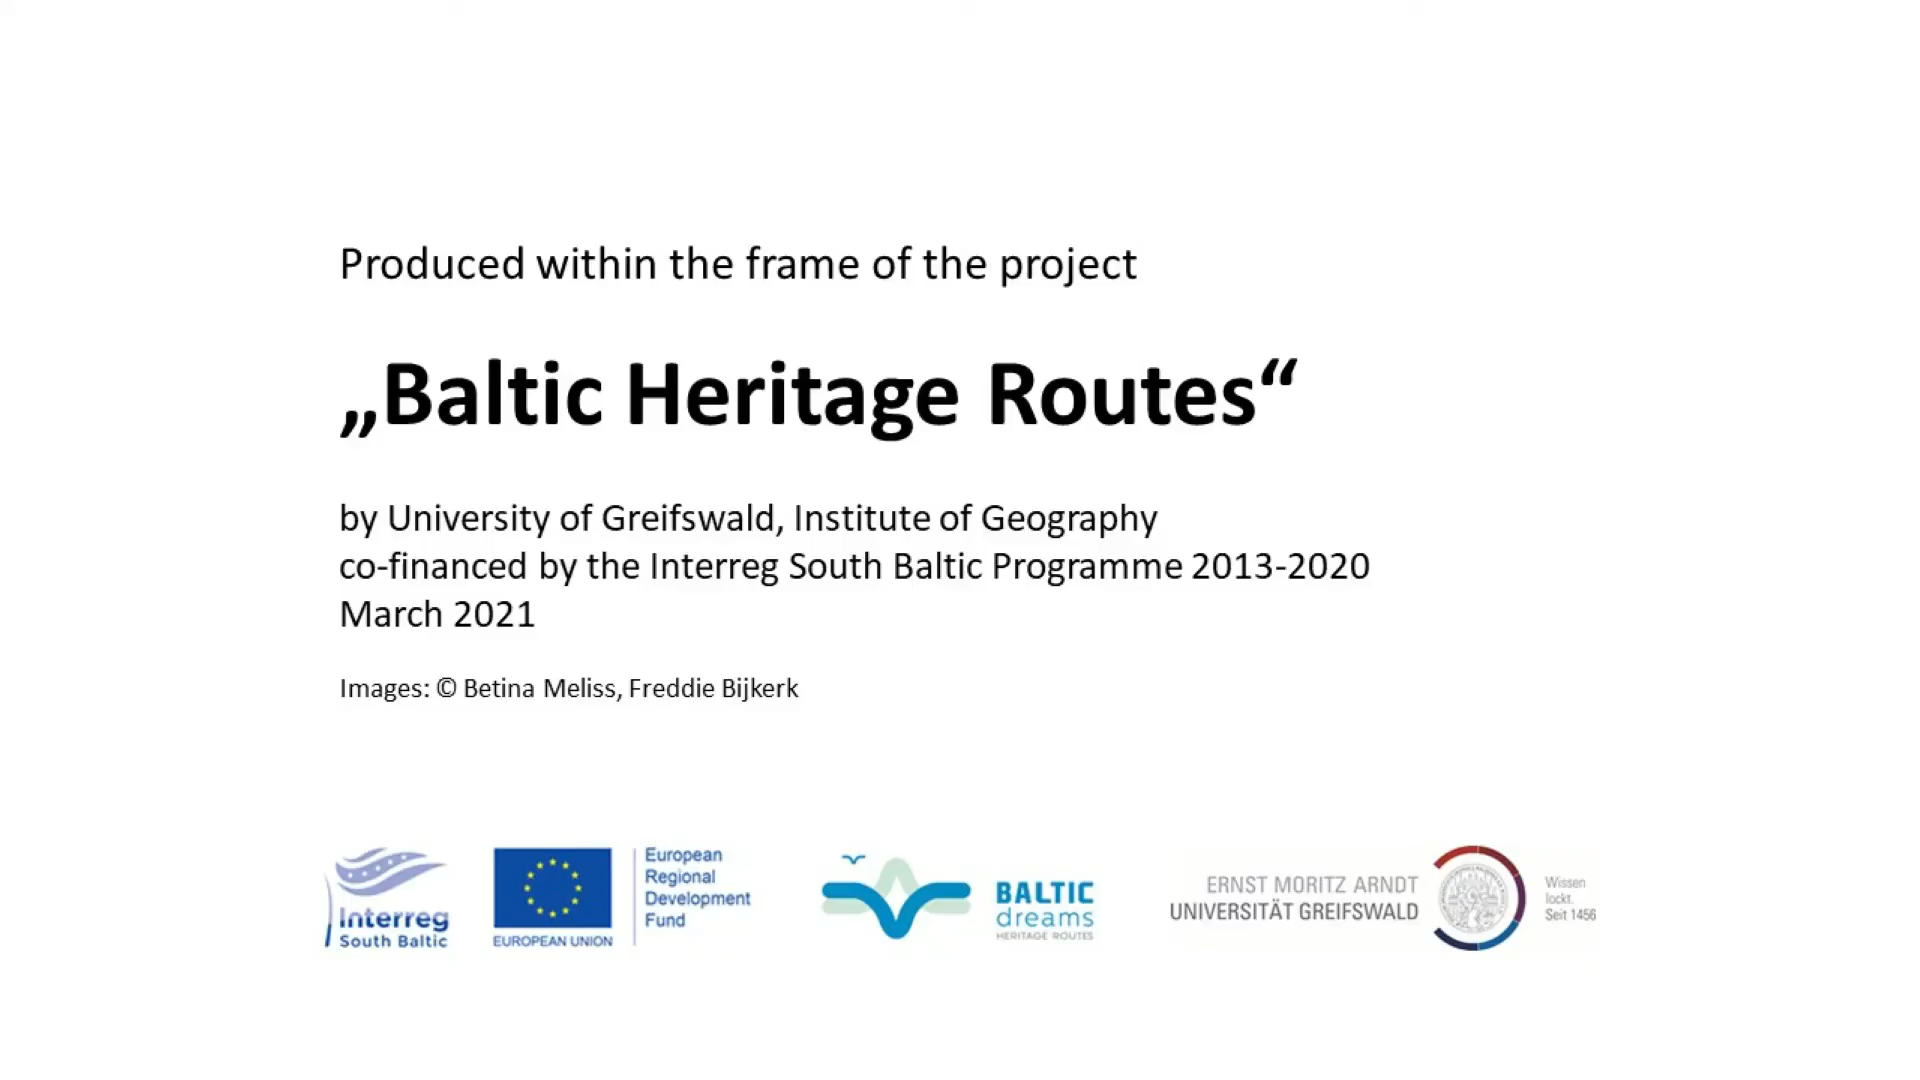 Produced within the frame of the project
„Baltic Heritage Routes“
by University of Greifswald, Institute of Geography
co-financed by the Interreg South Baltic Programme 2013-2020
March 2021
Images: © Betina Meliss, Freddie Bijkerk
Interreg
South Baltic
EUROPEAN UNION
European
Regional
Development
Fund
BALTIC
dreams
HERITAGE ROUTES
ERNST MORITZ ARNDT
UNIVERSITÄT GREIFSWALD
Wissen
lockt.
Seit 1456